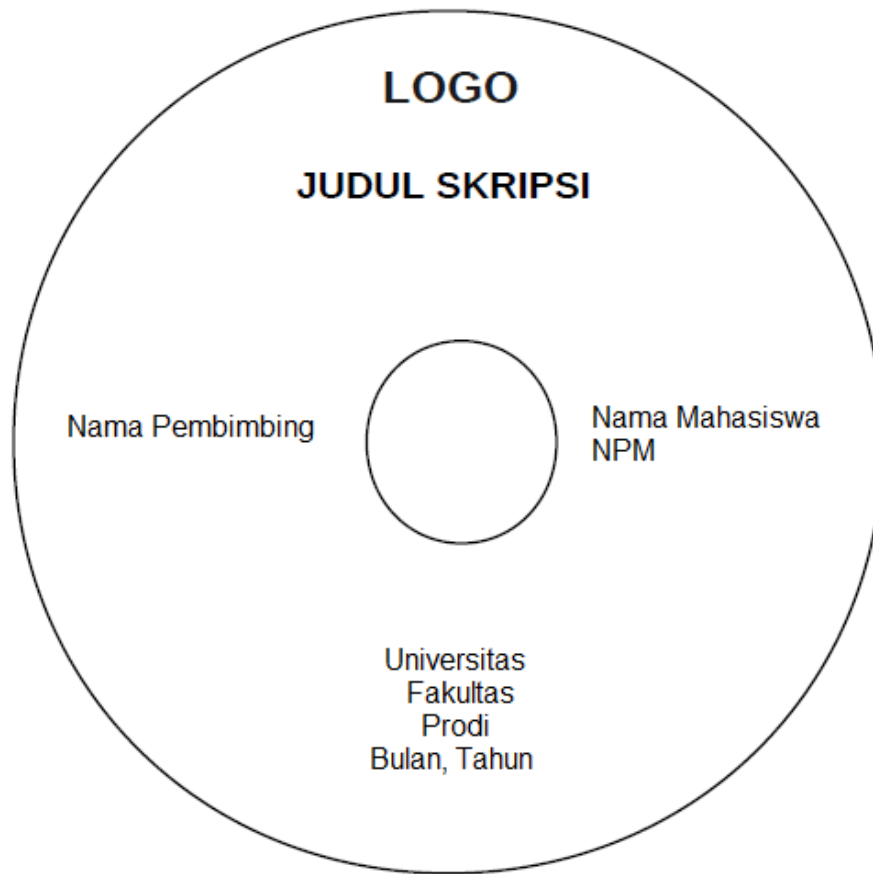 LOGO
JUDUL SKRIPSI
Nama Pembimbing
Nama Mahasiswa
NPM
Universitas
Fakultas
Prodi
Bulan, Tahun